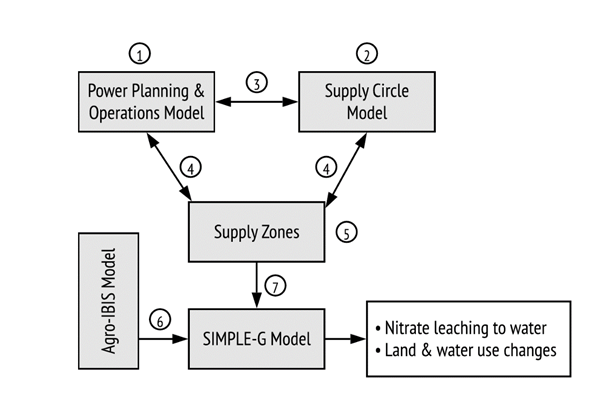 1
2
Power Planning &
Operations Model
3
Supply Circle
Model
4
4
Supply Zones
5
Agro-IBIS Model
7
6
SIMPLE-G Model
• Nitrate leaching to water
• Land & water use changes